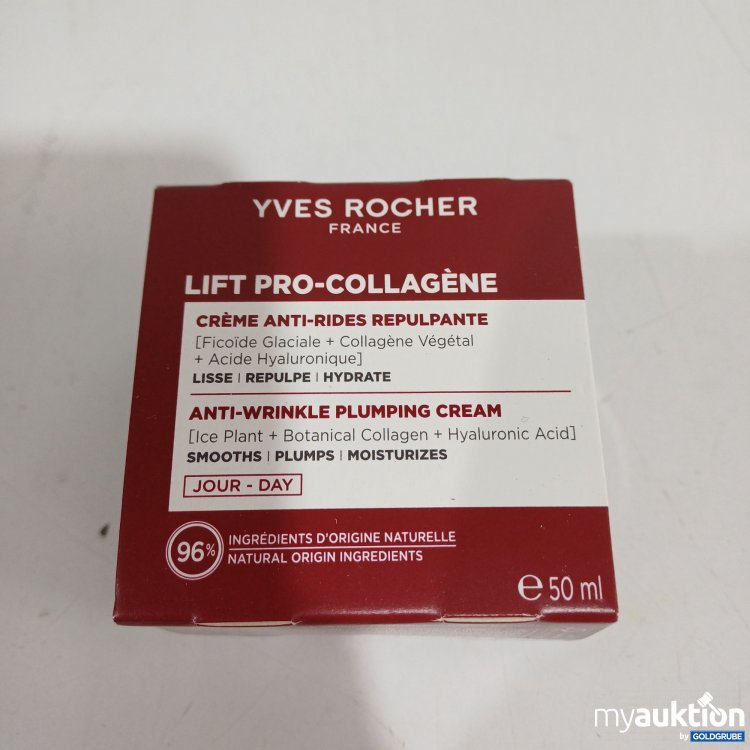 YVES ROCHER
FRANCE
LIFT PRO-COLLAGÈNE
CRÈME ANTI-RIDES REPULPANTE
[Ficoïde Glaciale + Collagène Végétal
+ Acide Hyaluronique]
LISSE | REPULPE | HYDRATE
ANTI-WRINKLE PLUMPING CREAM
[Ice Plant + Botanical Collagen + Hyaluronic Acid]
SMOOTHS | PLUMPS | MOISTURIZES
JOUR - DAY
96%
INGRÉDIENTS D'ORIGINE NATURELLE
NATURAL ORIGIN INGREDIENTS
℮ 50 ml
myauktion
by GOLDGRUBE